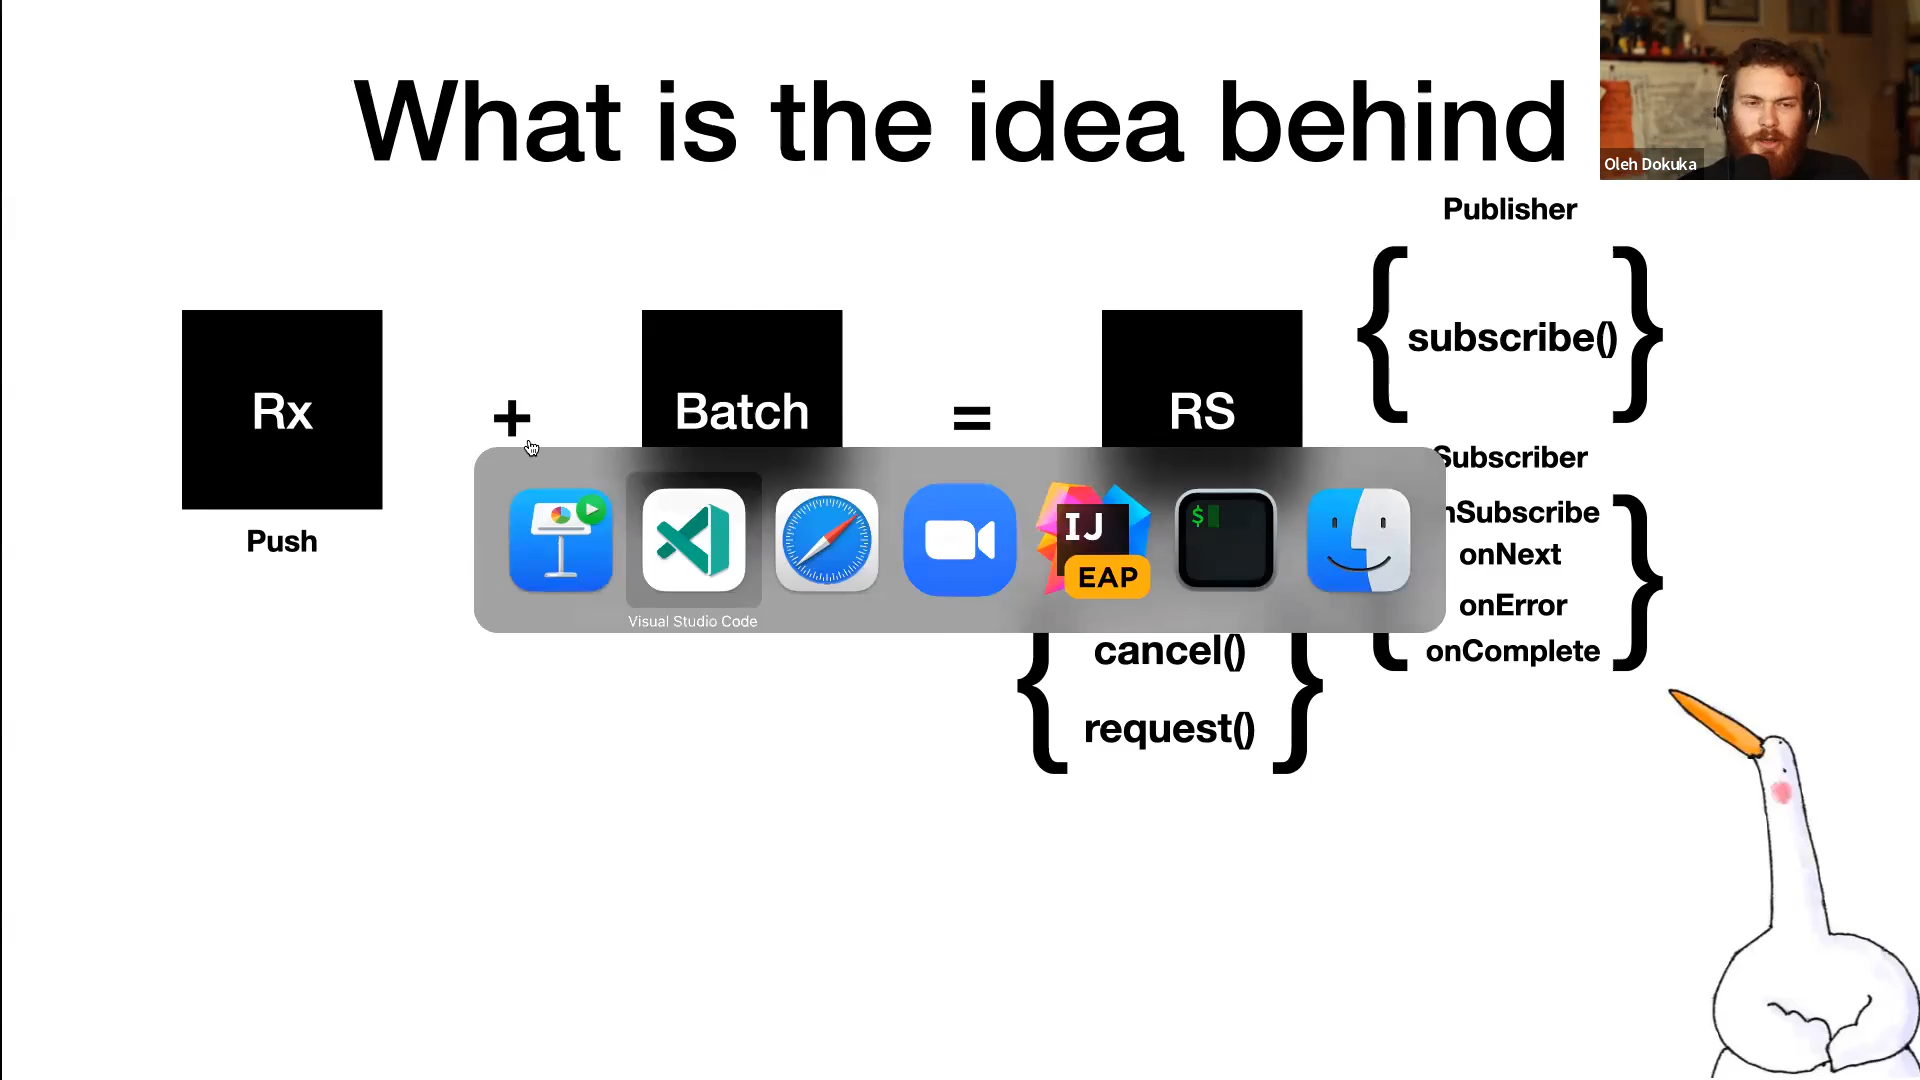 What is the idea behind
Oleh Dokuka
Publisher
{ subscribe() }
Rx
+
Batch
=
RS
Push
Subscriber
nSubscribe
onNext
onError
onComplete
}
IJ
EAP
$
Visual Studio Code
{ cancel()
request() }